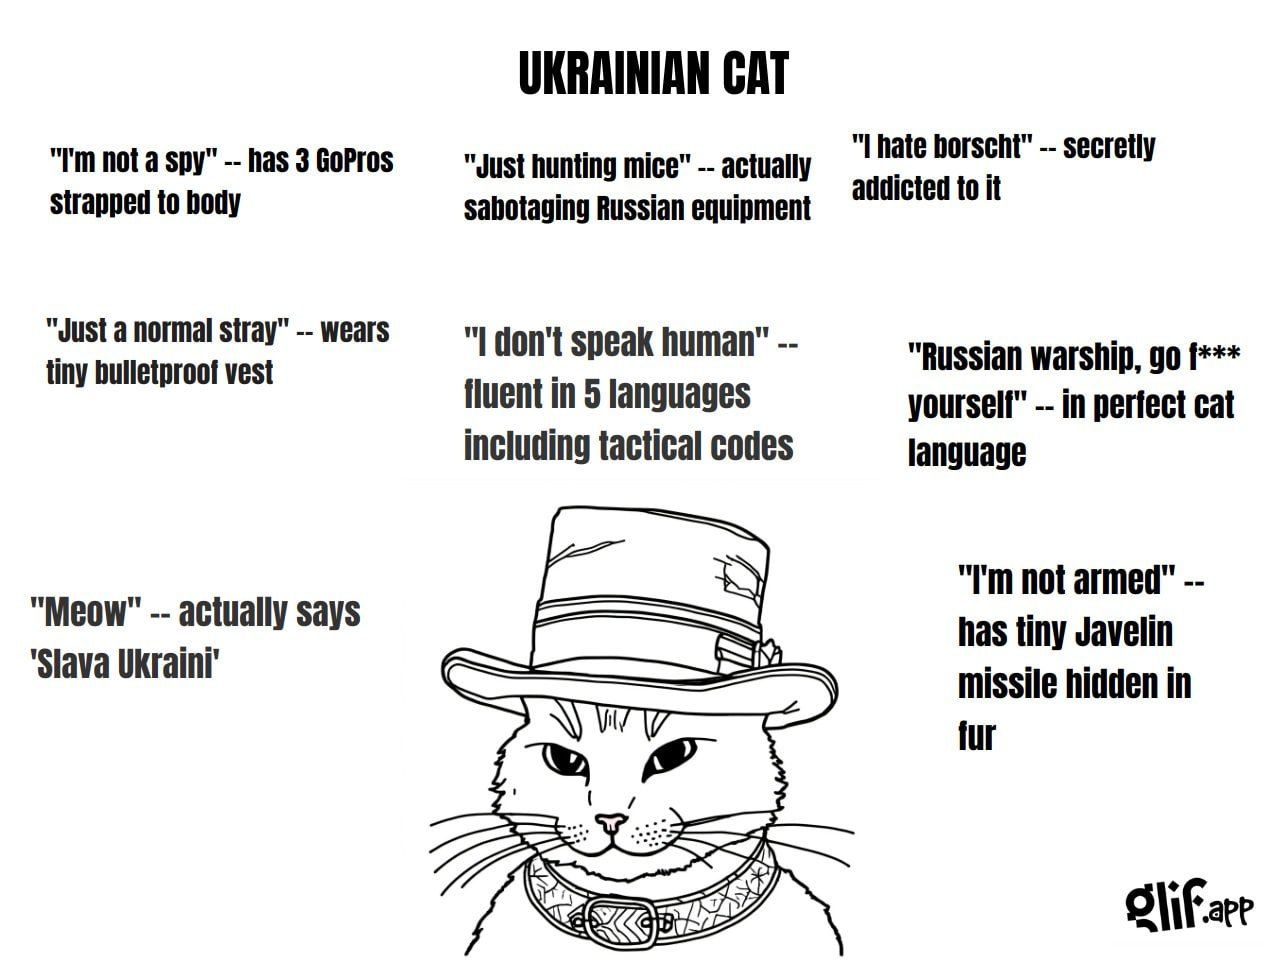 UKRAINIAN CAT
"I'm not a spy" -- has 3 GoPros
strapped to body
"Just hunting mice" -- actually
sabotaging Russian equipment
"I hate borscht" -- secretly
addicted to it
"Just a normal stray" -- wears
tiny bulletproof vest
"I don't speak human" --
fluent in 5 languages
including tactical codes
"Russian warship, go f***
yourself" -- in perfect cat
language
"Meow" -- actually says
'Slava Ukraini'
"I'm not armed" --
has tiny Javelin
missile hidden in
fur
glif.app